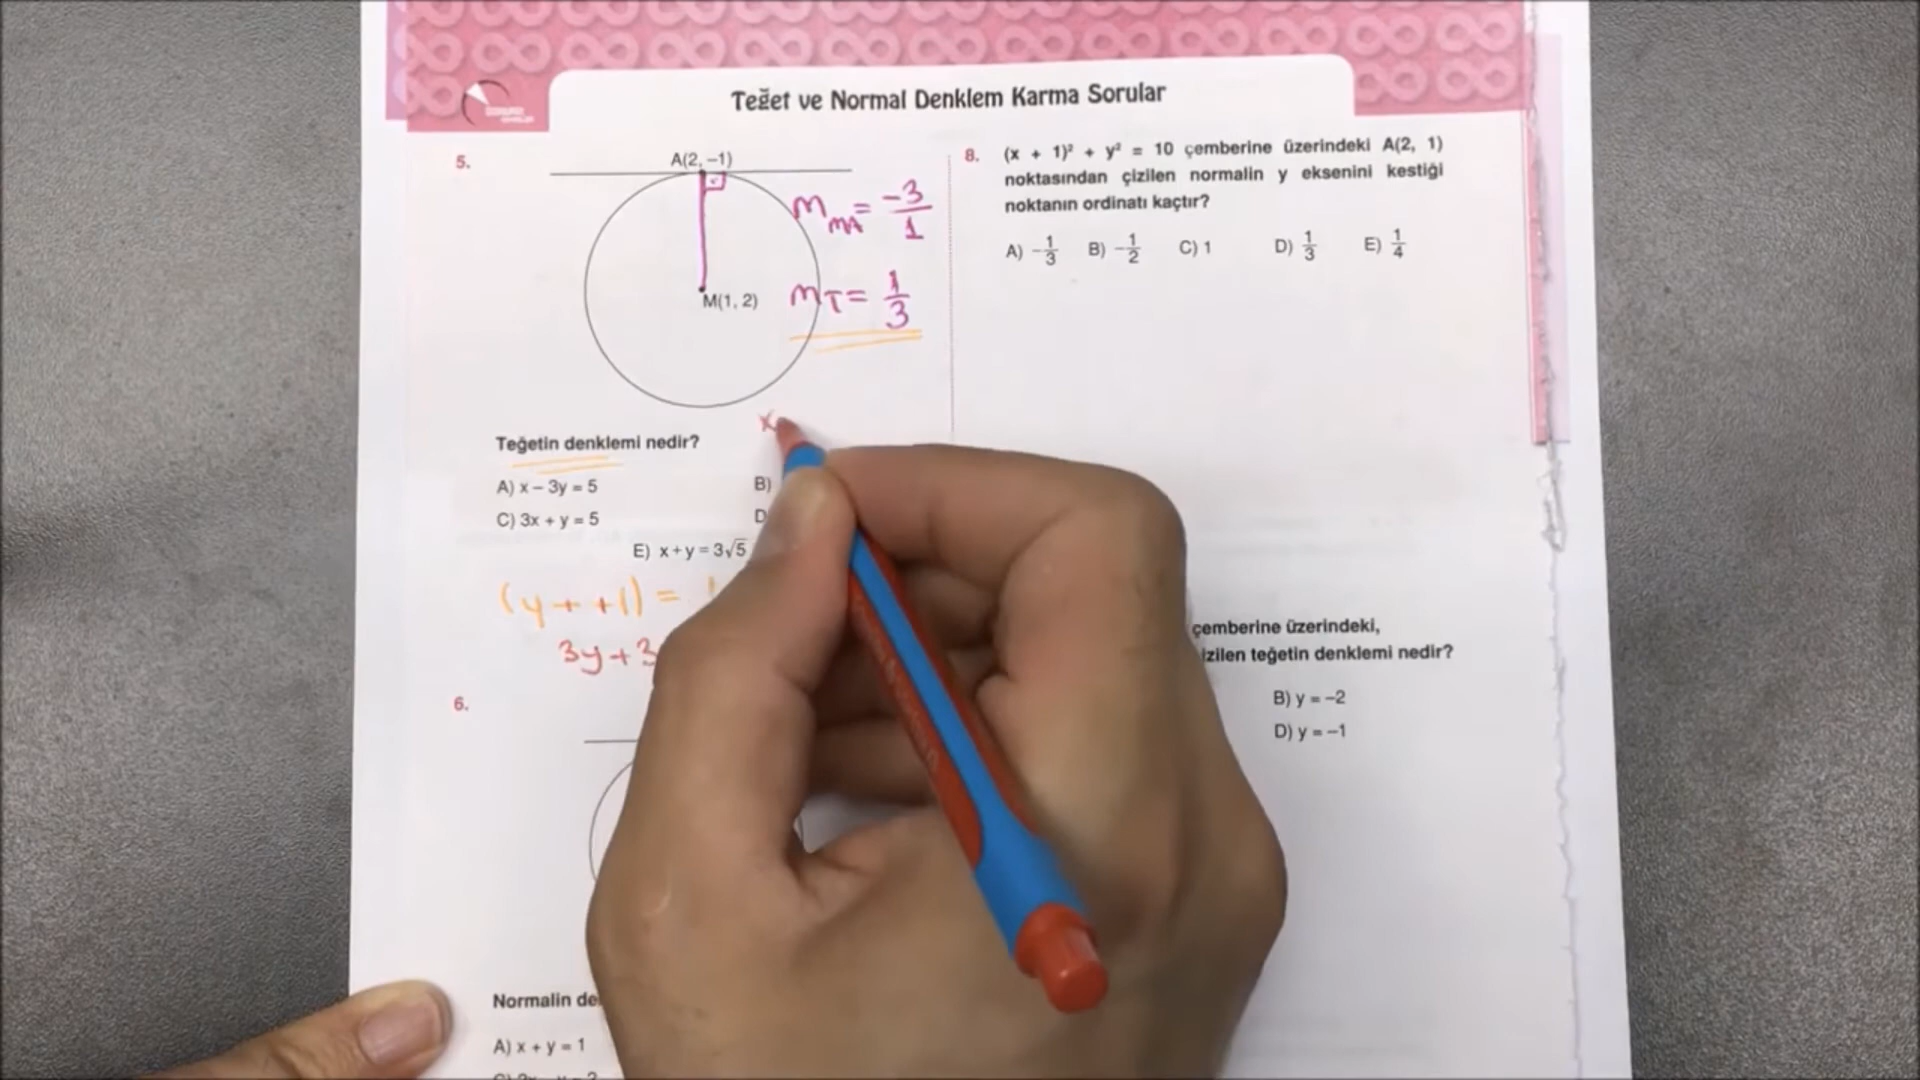 Teğet ve Normal Denklem Karma Sorular
5.
A(2, –1)
m_MA = -3/1
M(1, 2)
m_T = 1/3
x
Teğetin denklemi nedir?
A) x – 3y = 5
B)
C) 3x + y = 5
D
E) x + y = 3√5
(y + +1) =
3y+3
6.
Normalin de
A) x + y = 1
8. (x + 1)² + y² = 10 çemberine üzerindeki A(2, 1)
noktasından çizilen normalin y eksenini kestiği
noktanın ordinatı kaçtır?
A) –1/3 B) –1/2 C) 1 D) 1/3 E) 1/4
çemberine üzerindeki,
izilen teğetin denklemi nedir?
B) y = –2
D) y = –1